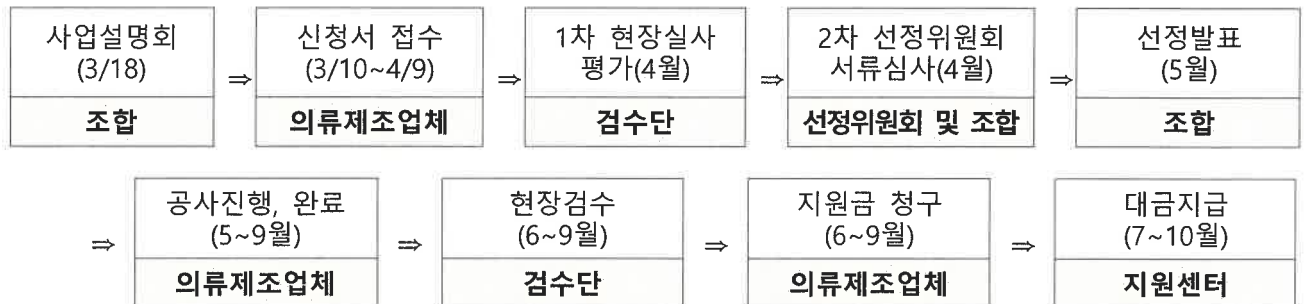 사업설명회
(3/18)
조합
⇒
신청서 접수
(3/10~4/9)
의류제조업체
⇒
1차 현장실사
평가(4월)
검수단
⇒
2차 선정위원회
서류심사(4월)
선정위원회 및 조합
⇒
선정발표
(5월)
조합
⇒
공사진행, 완료
(5~9월)
의류제조업체
⇒
현장검수
(6~9월)
검수단
⇒
지원금 청구
(6~9월)
의류제조업체
⇒
대금지급
(7~10월)
지원센터